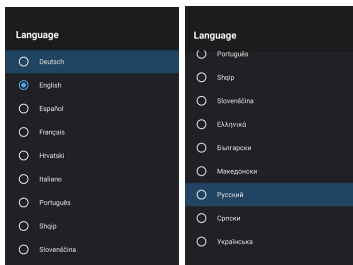 Language
Deutsch
English
Español
Français
Hrvatski
Italiano
Português
Shqip
Slovenščina
Language
Português
Shqip
Slovenščina
Ελληνικά
Български
Македонски
Русский
Српски
Українська